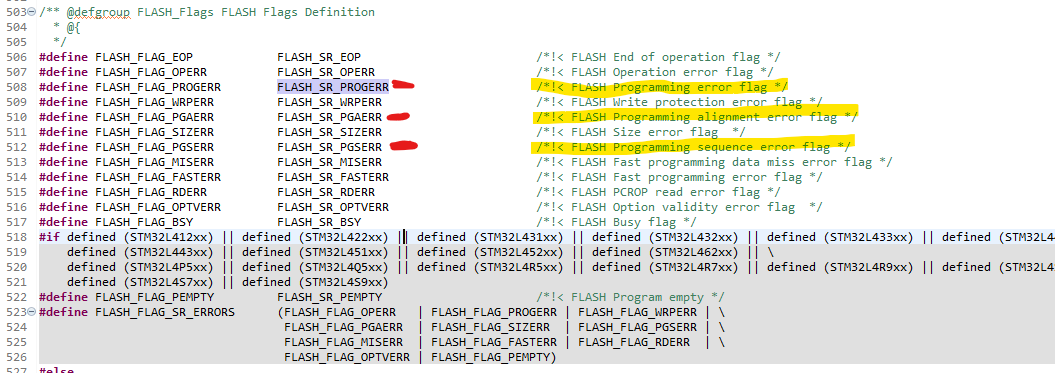 503 /** @defgroup FLASH_Flags FLASH Flags Definition
504 * @{
505 */
506 #define FLASH_FLAG_EOP FLASH_SR_EOP /*!< FLASH End of operation flag */
507 #define FLASH_FLAG_OPERR FLASH_SR_OPERR /*!< FLASH Operation error flag */
508 #define FLASH_FLAG_PROGERR FLASH_SR_PROGERR /*!< FLASH Programming error flag */
509 #define FLASH_FLAG_WRPERR FLASH_SR_WRPERR /*!< FLASH Write protection error flag */
510 #define FLASH_FLAG_PGAERR FLASH_SR_PGAERR /*!< FLASH Programming alignment error flag */
511 #define FLASH_FLAG_SIZERR FLASH_SR_SIZERR /*!< FLASH Size error flag */
512 #define FLASH_FLAG_PGSERR FLASH_SR_PGSERR /*!< FLASH Programming sequence error flag */
513 #define FLASH_FLAG_MISERR FLASH_SR_MISERR /*!< FLASH Fast programming data miss error flag */
514 #define FLASH_FLAG_FASTERR FLASH_SR_FASTERR /*!< FLASH Fast programming error flag */
515 #define FLASH_FLAG_RDERR FLASH_SR_RDERR /*!< FLASH PCROP read error flag */
516 #define FLASH_FLAG_OPTVERR FLASH_SR_OPTVERR /*!< FLASH Option validity error flag */
517 #define FLASH_FLAG_BSY FLASH_SR_BSY /*!< FLASH Busy flag */
518 #if defined (STM32L412xx) || defined (STM32L422xx) || defined (STM32L431xx) || defined (STM32L432xx) || defined (STM32L433xx) || defined
519 defined (STM32L443xx) || defined (STM32L451xx) || defined (STM32L452xx) || defined (STM32L462xx) || \
520 defined (STM32L4P5xx) || defined (STM32L4Q5xx) || defined (STM32L4R5xx) || defined (STM32L4R7xx) || defined (STM32L4R9xx) || defined
521 defined (STM32L4S7xx) || defined (STM32L4S9xx)
522 #define FLASH_FLAG_PEMPTY FLASH_SR_PEMPTY /*!< FLASH Program empty */
523 #define FLASH_FLAG_SR_ERRORS (FLASH_FLAG_OPERR | FLASH_FLAG_PROGERR | FLASH_FLAG_WRPERR | \
524 FLASH_FLAG_PGAERR | FLASH_FLAG_SIZERR | FLASH_FLAG_PGSERR | \
525 FLASH_FLAG_MISERR | FLASH_FLAG_FASTERR | FLASH_FLAG_RDERR | \
526 FLASH_FLAG_OPTVERR | FLASH_FLAG_PEMPTY)
527 #else